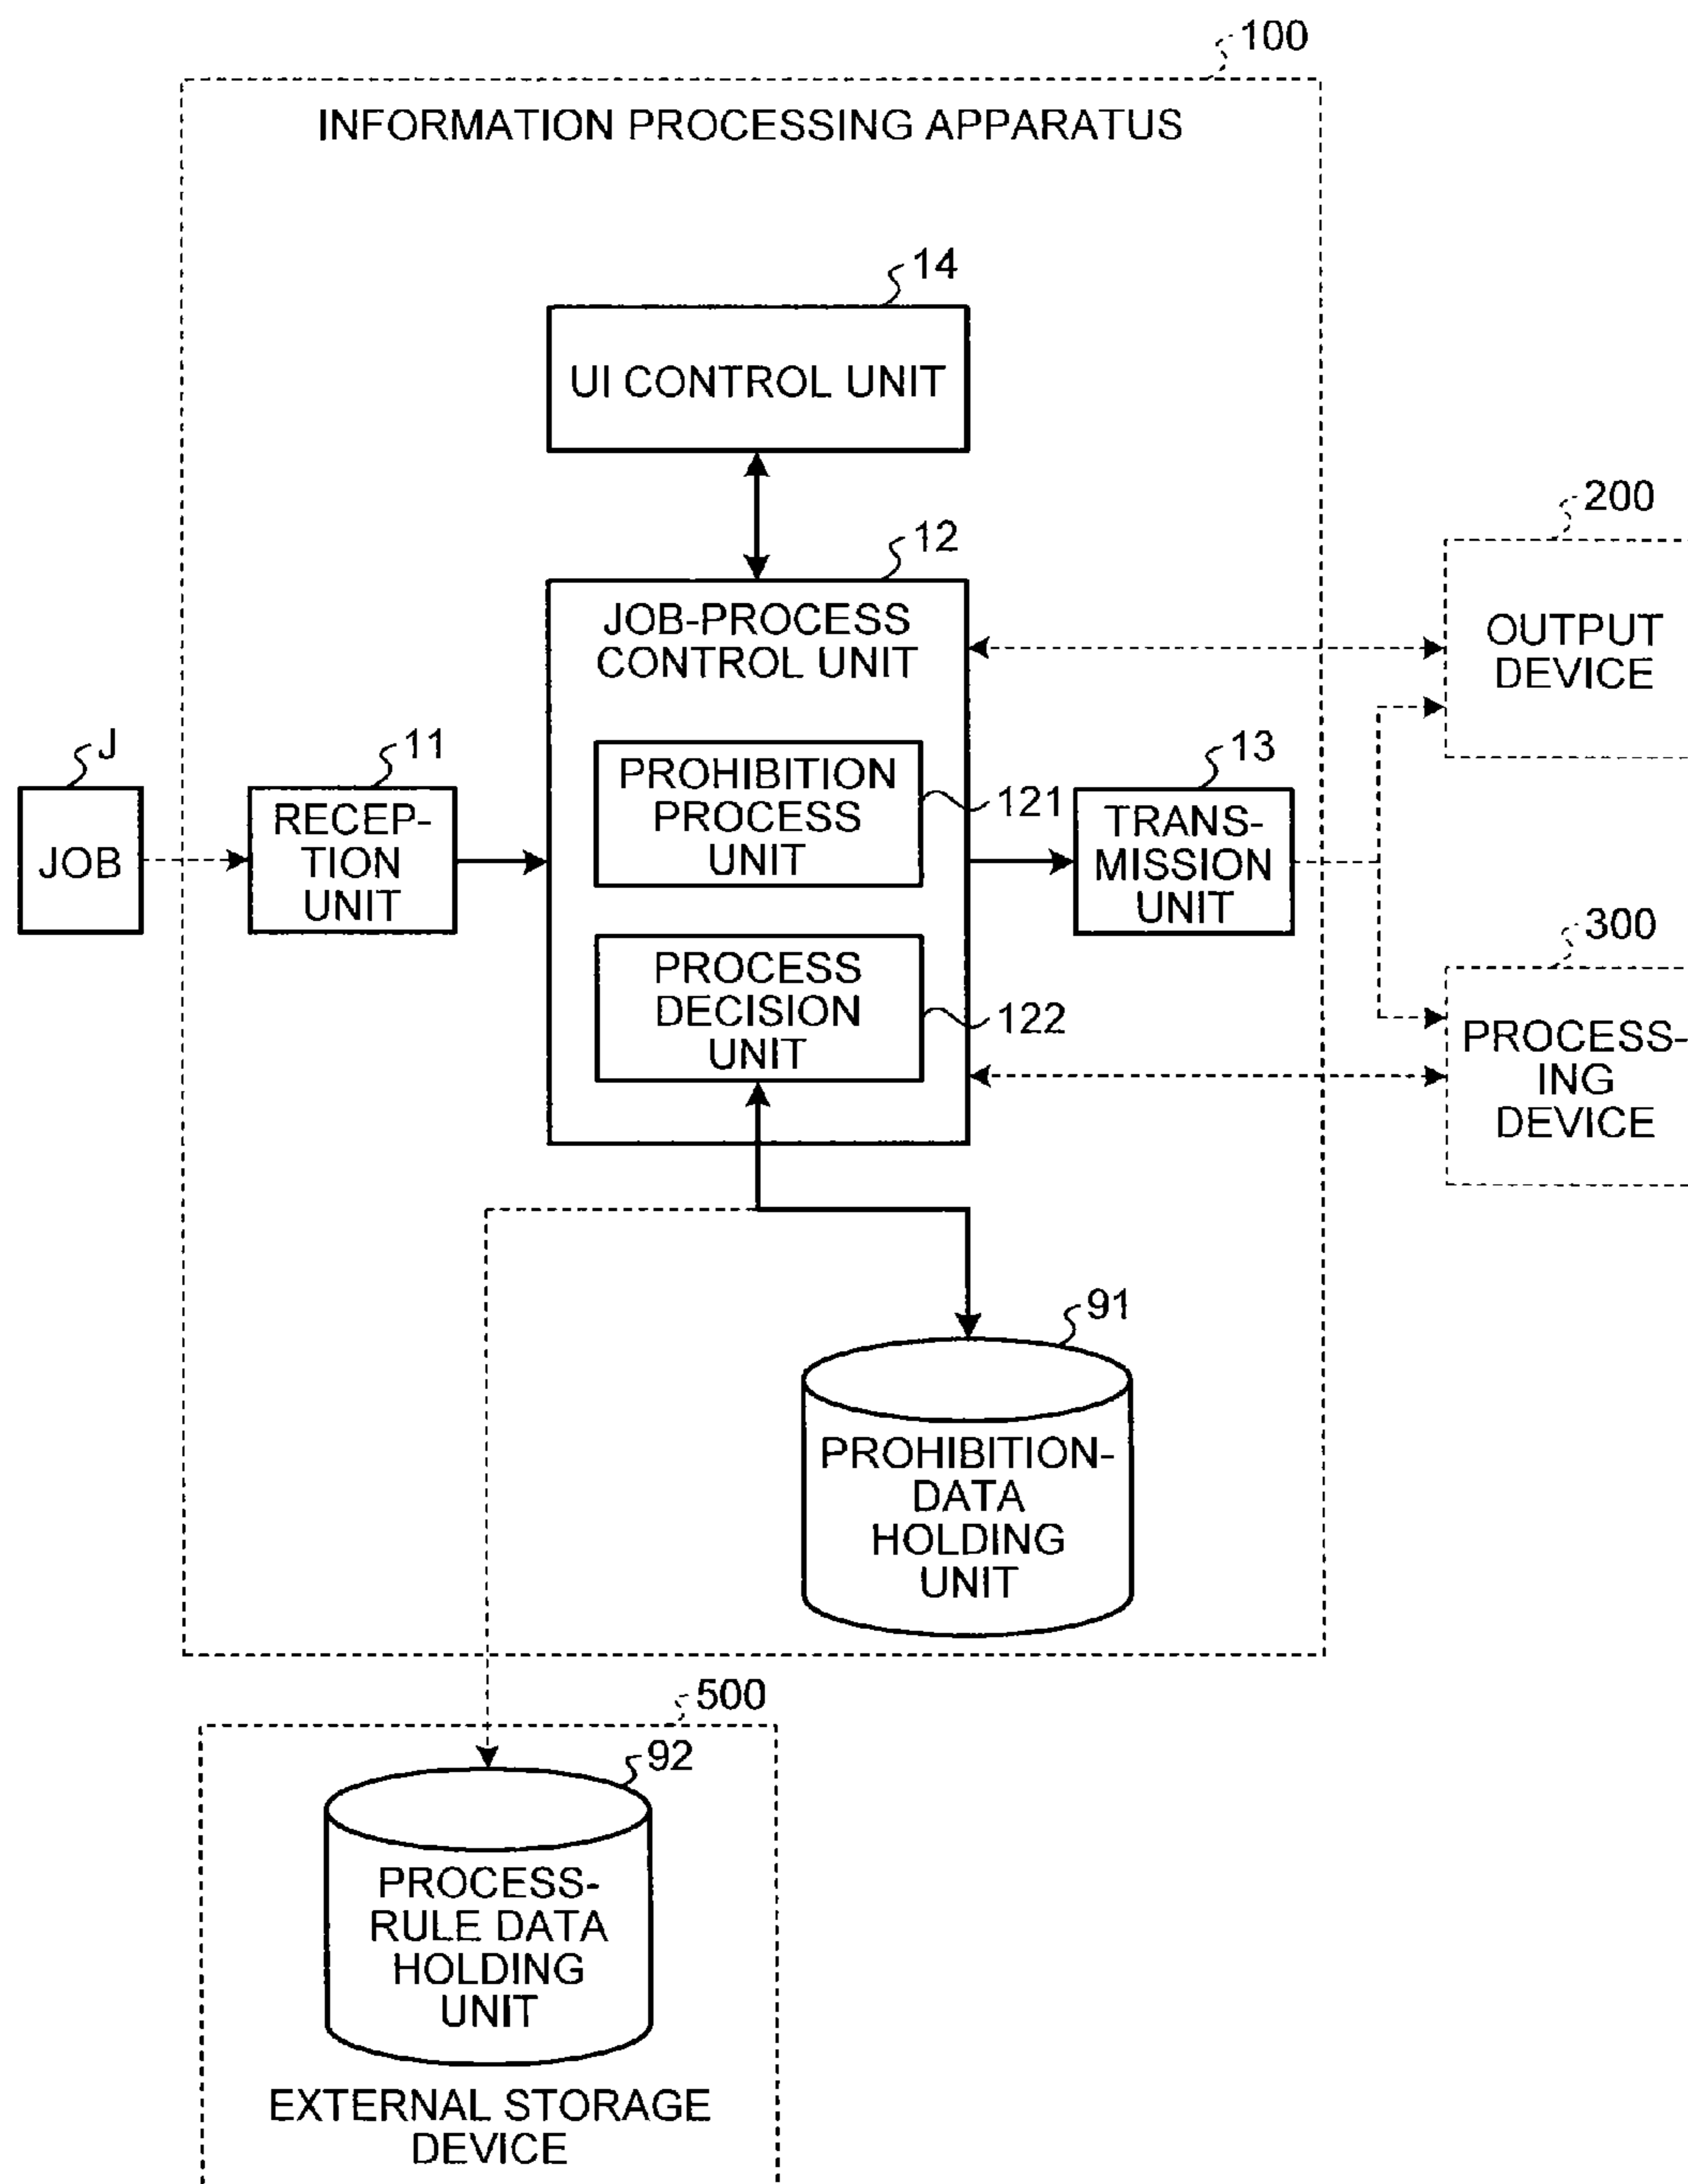 100
INFORMATION PROCESSING APPARATUS
14
UI CONTROL UNIT
12
JOB-PROCESS
CONTROL UNIT
200
OUTPUT
DEVICE
J
JOB
11
RECEP-
TION
UNIT
PROHIBITION
PROCESS
UNIT
121
13
TRANS-
MISSION
UNIT
PROCESS
DECISION
UNIT
122
300
PROCESS-
ING
DEVICE
91
PROHIBITION-
DATA
HOLDING
UNIT
500
92
PROCESS-
RULE DATA
HOLDING
UNIT
EXTERNAL STORAGE
DEVICE